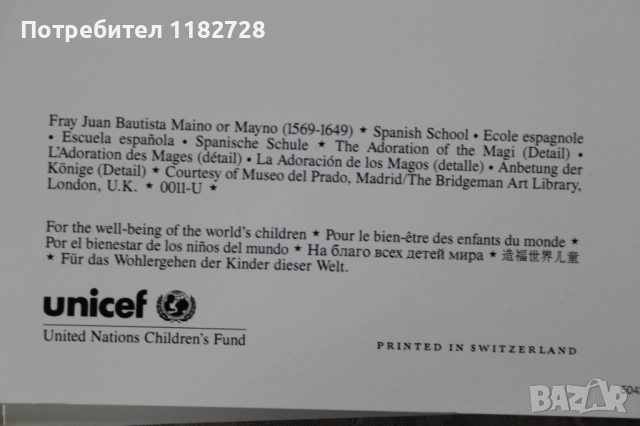 Потребител 1182728
Fray Juan Bautista Maino or Mayno (1569-1649) ★ Spanish School • Ecole espagnole
• Escuela española • Spanische Schule ★ The Adoration of the Magi (Detail) •
L'Adoration des Mages (détail) • La Adoración de los Magos (detalle) • Anbetung der
Könige (Detail) ★ Courtesy of Museo del Prado, Madrid/The Bridgeman Art Library,
London, U.K. ★ 0011-U ★
For the well-being of the world's children ★ Pour le bien-être des enfants du monde ★
Por el bienestar de los niños del mundo ★ На благо всех детей мира ★ 造福世界儿童
★ Für das Wohlergehen der Kinder dieser Welt.
unicef
United Nations Children's Fund
PRINTED IN SWITZERLAND
BAZAR